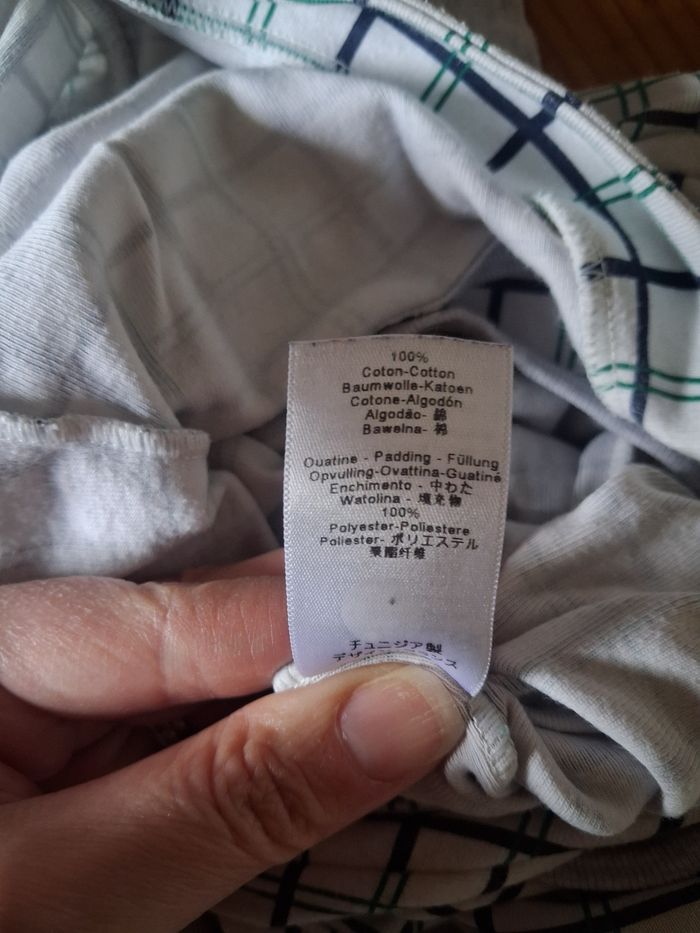 100%
Coton-Cotton
Baumwolle-Katoen
Cotone-Algodón
Algodão- 錦
Bawełna- 棉
Ouatine - Padding - Füllung
Opvulling-Ovattina-Guatiné
Enchimento - 中わた
Watolina - 填充物
100%
Polyester-Poliestere
Poliester- ポリエステル
聚酯纤维
チュニジア製